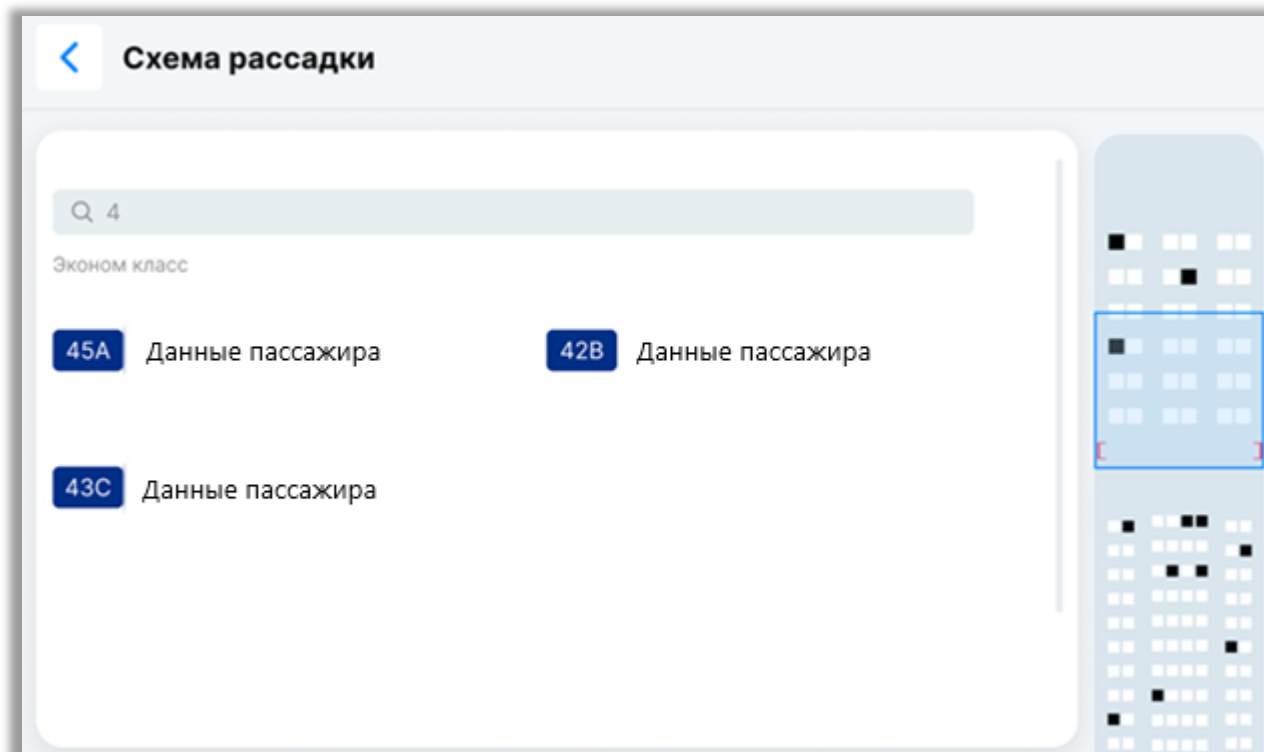 Схема рассадки
4
Эконом класс
45A Данные пассажира 42B Данные пассажира
43C Данные пассажира